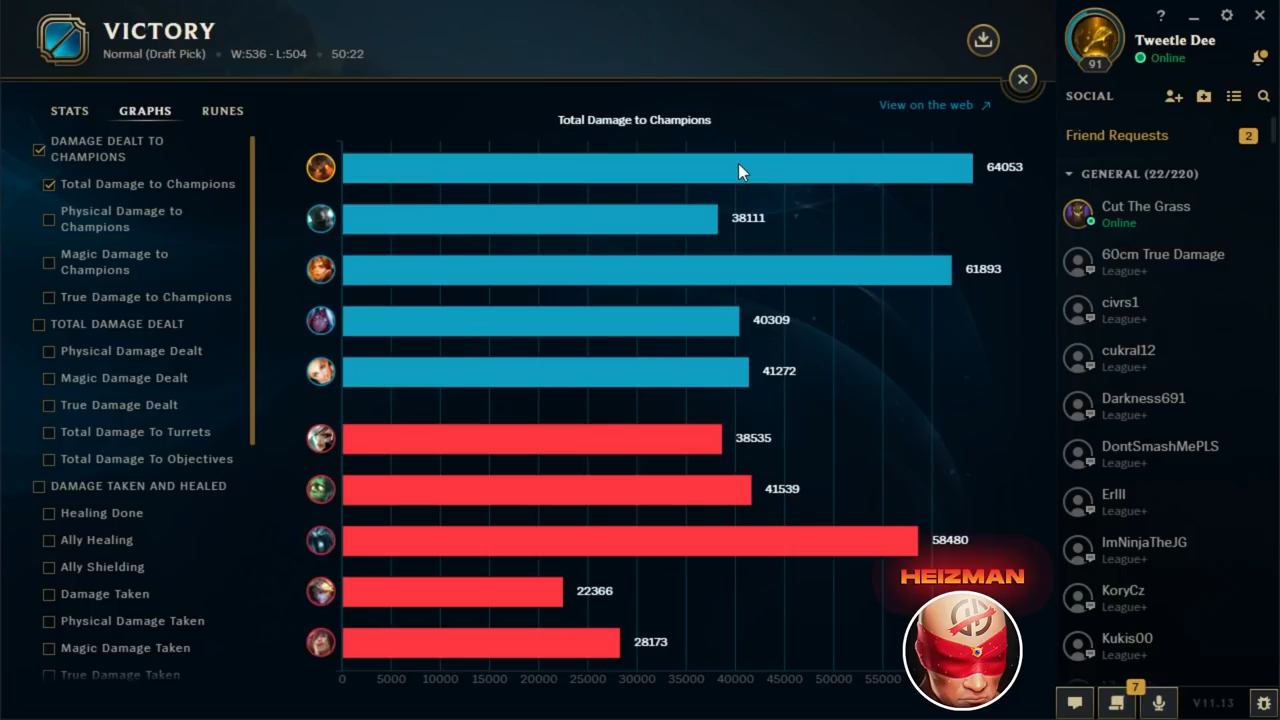 VICTORY
Normal (Draft Pick) • W:536 - L:504 • 50:22
STATS
GRAPHS
RUNES
View on the web
DAMAGE DEALT TO
CHAMPIONS
Total Damage to Champions
Physical Damage to
Champions
Magic Damage to
Champions
True Damage to Champions
TOTAL DAMAGE DEALT
Physical Damage Dealt
Magic Damage Dealt
True Damage Dealt
Total Damage To Turrets
Total Damage To Objectives
DAMAGE TAKEN AND HEALED
Healing Done
Ally Healing
Ally Shielding
Damage Taken
Physical Damage Taken
Magic Damage Taken
True Damage Taken
Total Damage to Champions
64053
38111
61893
40309
41272
38535
41539
58480
22366
28173
0 5000 10000 15000 20000 25000 30000 35000 40000 45000 50000 55000
HEIZMAN
?
91
Tweetle Dee
Online
SOCIAL
Friend Requests
2
GENERAL (22/220)
Cut The Grass
Online
60cm True Damage
League+
civrs1
League+
cukral12
League+
Darkness691
League+
DontSmashMePLS
League+
Erlll
League+
ImNinjaTheJG
League+
KoryCz
League+
Kukis00
League+
7
V11.13